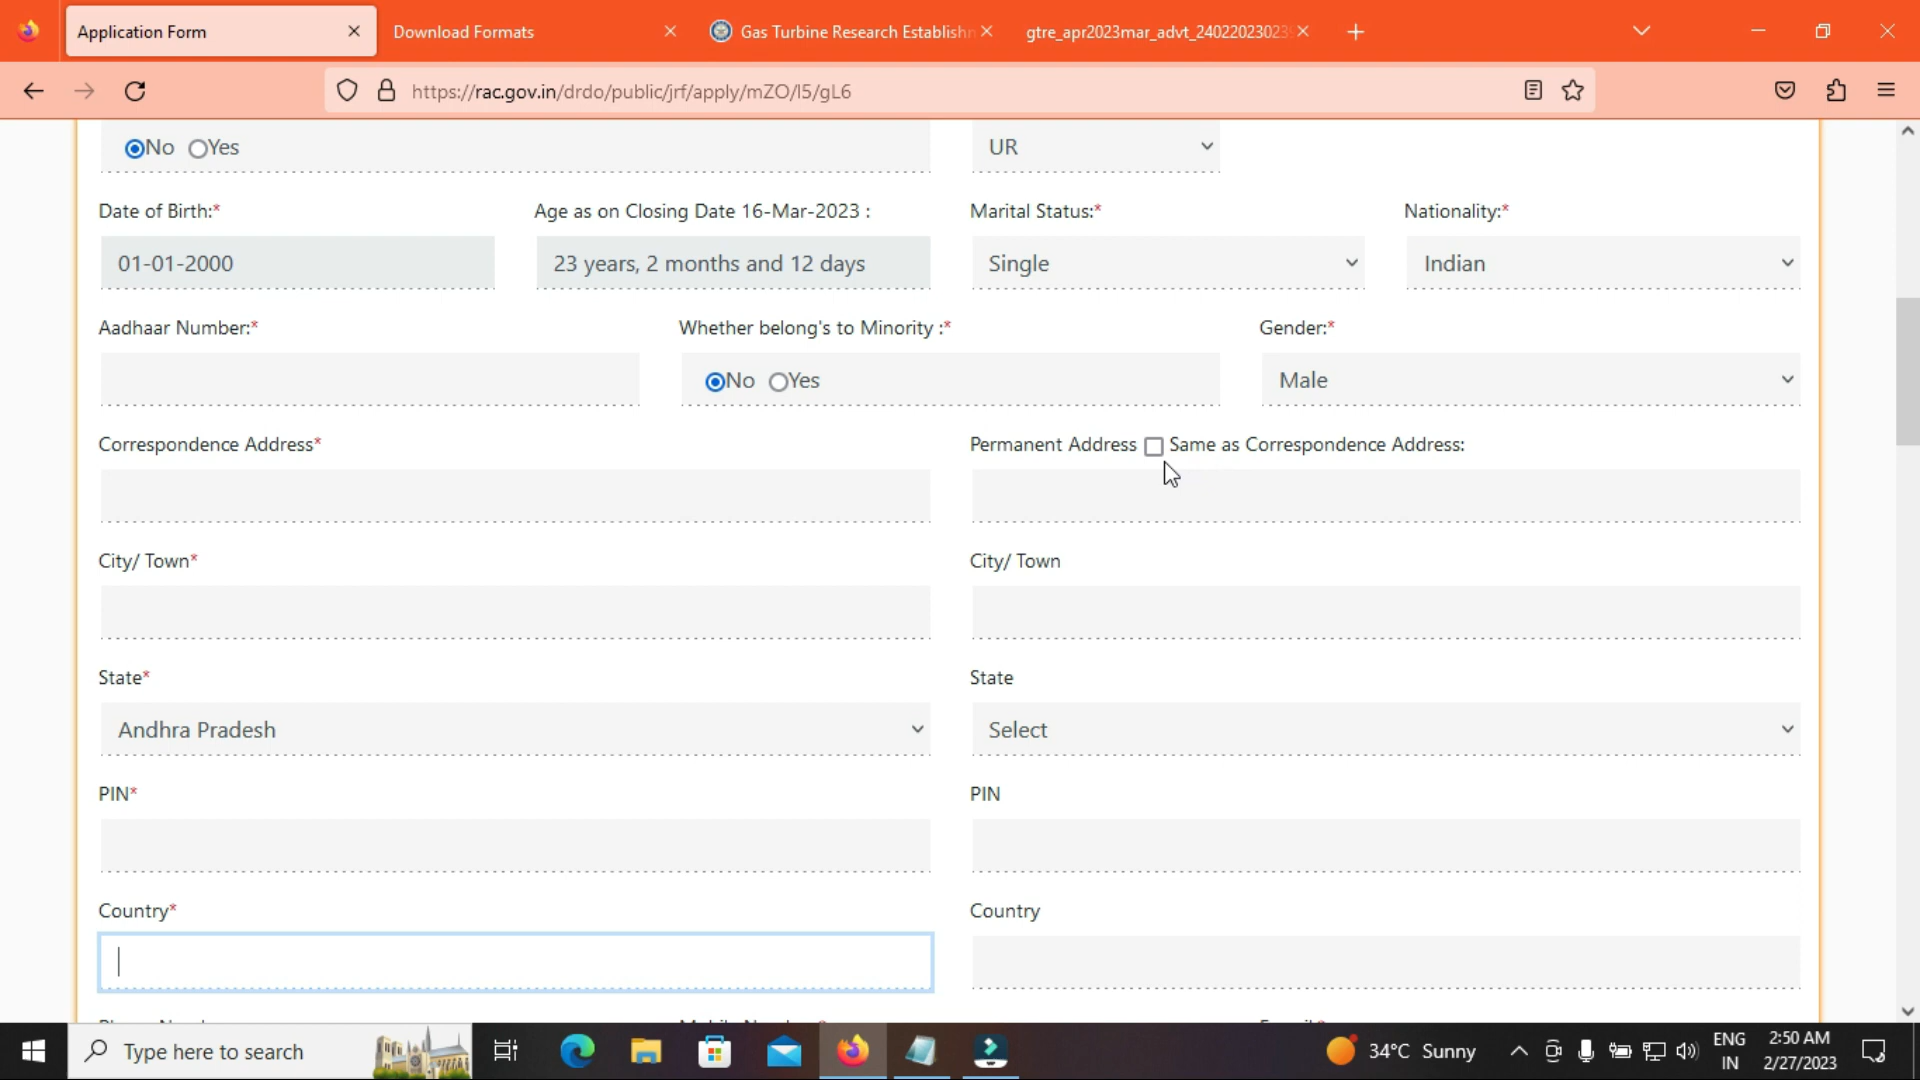 Application Form
Download Formats
Gas Turbine Research Establishm
gtre_apr2023mar_advt_2402202302
https://rac.gov.in/drdo/public/jrf/apply/mZO/l5/gL6
No Yes
UR
Date of Birth:*
Age as on Closing Date 16-Mar-2023 :
Marital Status:*
Nationality:*
01-01-2000
23 years, 2 months and 12 days
Single
Indian
Aadhaar Number:*
Whether belong's to Minority :*
Gender:*
No Yes
Male
Correspondence Address*
Permanent Address Same as Correspondence Address:
City/ Town*
City/ Town
State*
State
Andhra Pradesh
Select
PIN*
PIN
Country*
Country
Type here to search
34°C Sunny
ENG
IN
2:50 AM
2/27/2023